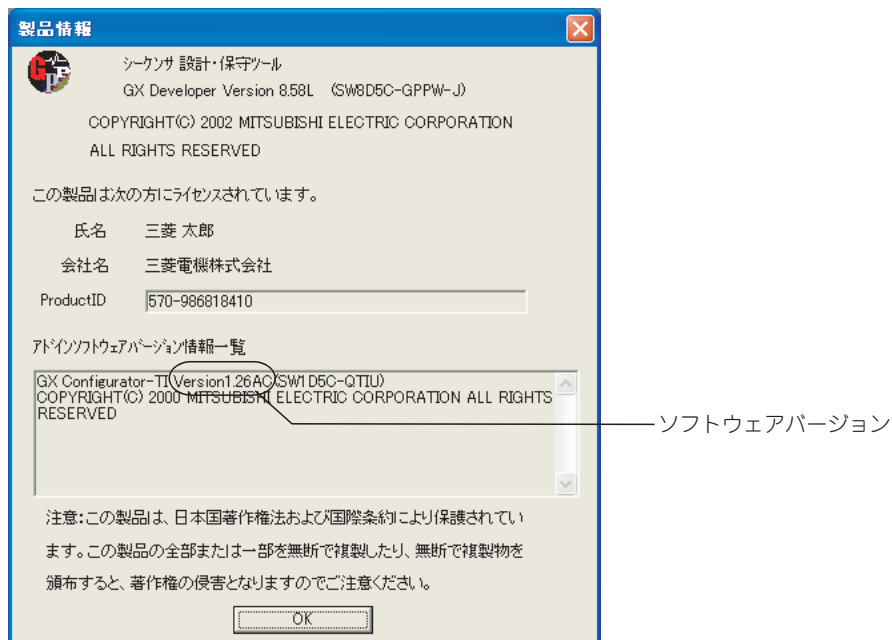 製品情報
GPP
シーケンサ 設計・保守ツール
GX Developer Version 8.58L (SW8D5C-GPPW-J)
COPYRIGHT(C) 2002 MITSUBISHI ELECTRIC CORPORATION
ALL RIGHTS RESERVED
この製品は次の方にライセンスされています。
氏名 三菱 太郎
会社名 三菱電機株式会社
ProductID 570-986818410
アドインソフトウェアバージョン情報一覧
GX Configurator-TI(Version1.26AC)(SW1D5C-QTIU)
COPYRIGHT(C) 2000 MITSUBISHI ELECTRIC CORPORATION ALL RIGHTS
RESERVED
ソフトウェアバージョン
注意:この製品は、日本国著作権法および国際条約により保護されてい
ます。この製品の全部または一部を無断で複製したり、無断で複製物を
頒布すると、著作権の侵害となりますのでご注意ください。
OK